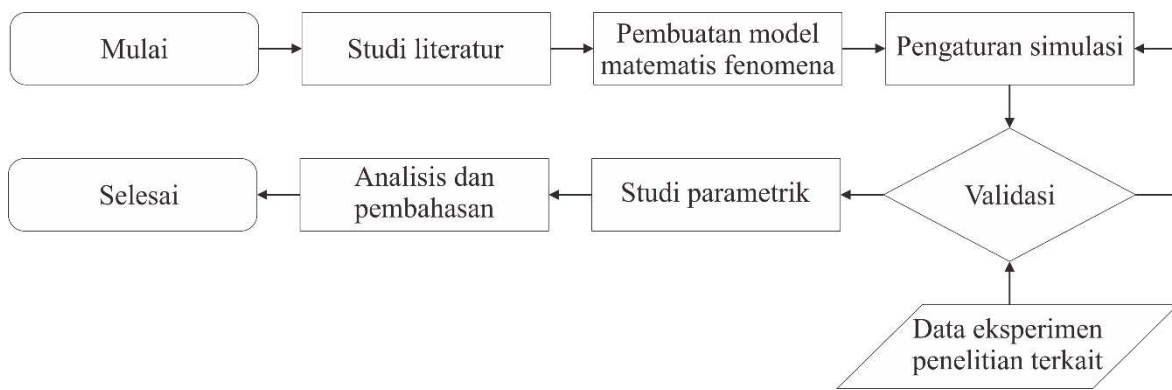 Mulai
Studi literatur
Pembuatan model
matematis fenomena
Pengaturan simulasi
Validasi
Data eksperimen
penelitian terkait
Studi parametrik
Analisis dan
pembahasan
Selesai